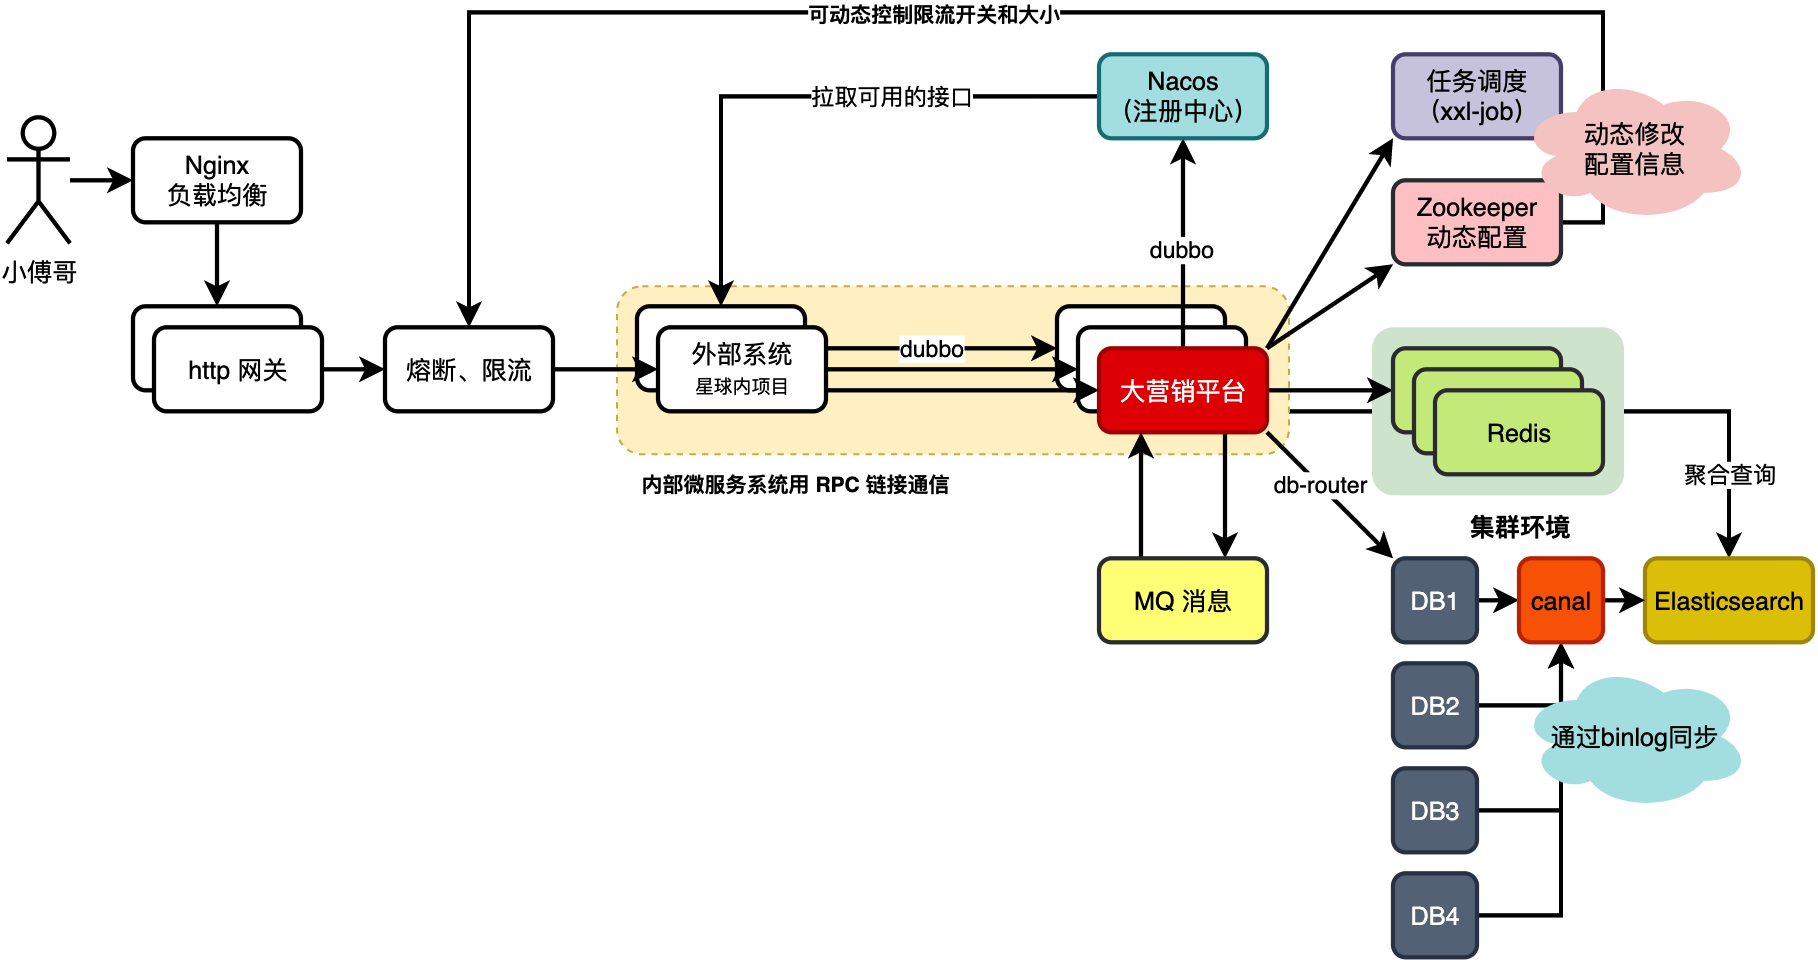 可动态控制限流开关和大小
Nacos
（注册中心）
任务调度
（xxl-job）
拉取可用的接口
动态修改
配置信息
Nginx
负载均衡
Zookeeper
动态配置
小傅哥
dubbo
http 网关
熔断、限流
外部系统
星球内项目
dubbo
大营销平台
Redis
内部微服务系统用 RPC 链接通信
db-router
聚合查询
集群环境
MQ 消息
DB1
canal
Elasticsearch
DB2
通过binlog同步
DB3
DB4